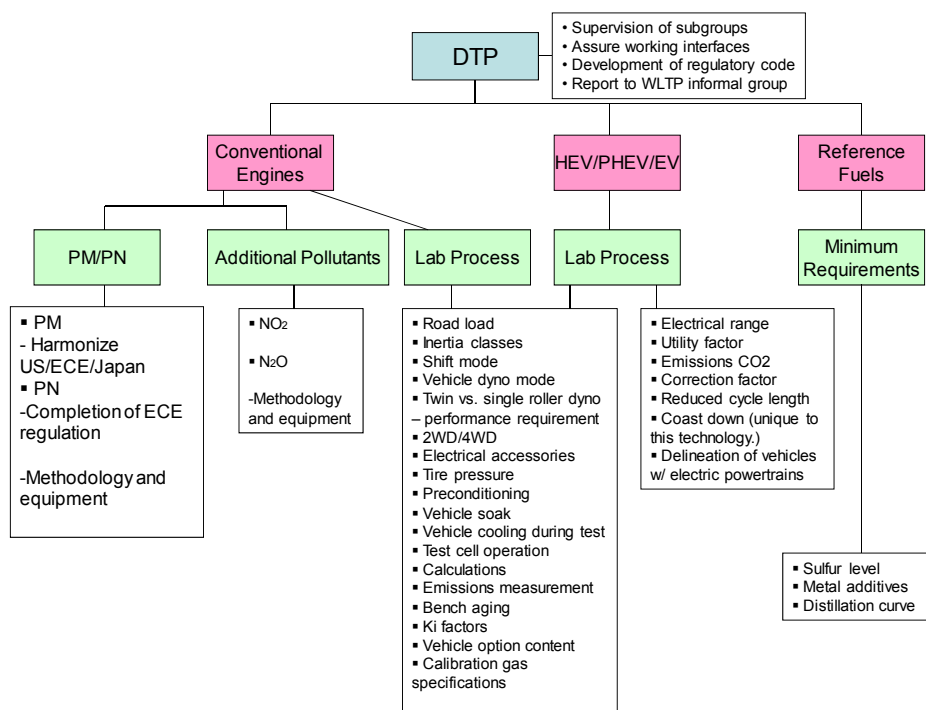 DTP
▪ Supervision of subgroups
▪ Assure working interfaces
▪ Development of regulatory code
▪ Report to WLTP informal group
Conventional
Engines
HEV/PHEV/EV
Reference
Fuels
PM/PN
Additional Pollutants
Lab Process
Lab Process
Minimum
Requirements
▪ PM
- Harmonize
US/ECE/Japan
▪ PN
-Completion of ECE
regulation
-Methodology and
equipment
▪ NO2
▪ N2O
-Methodology
and equipment
▪ Road load
▪ Inertia classes
▪ Shift mode
▪ Vehicle dyno mode
▪ Twin vs. single roller dyno
– performance requirement
▪ 2WD/4WD
▪ Electrical accessories
▪ Tire pressure
▪ Preconditioning
▪ Vehicle soak
▪ Vehicle cooling during test
▪ Test cell operation
▪ Calculations
▪ Emissions measurement
▪ Bench aging
▪ Ki factors
▪ Vehicle option content
▪ Calibration gas
specifications
▪ Electrical range
▪ Utility factor
▪ Emissions CO2
▪ Correction factor
▪ Reduced cycle length
▪ Coast down (unique to
this technology.)
▪ Delineation of vehicles
w/ electric powertrains
▪ Sulfur level
▪ Metal additives
▪ Distillation curve